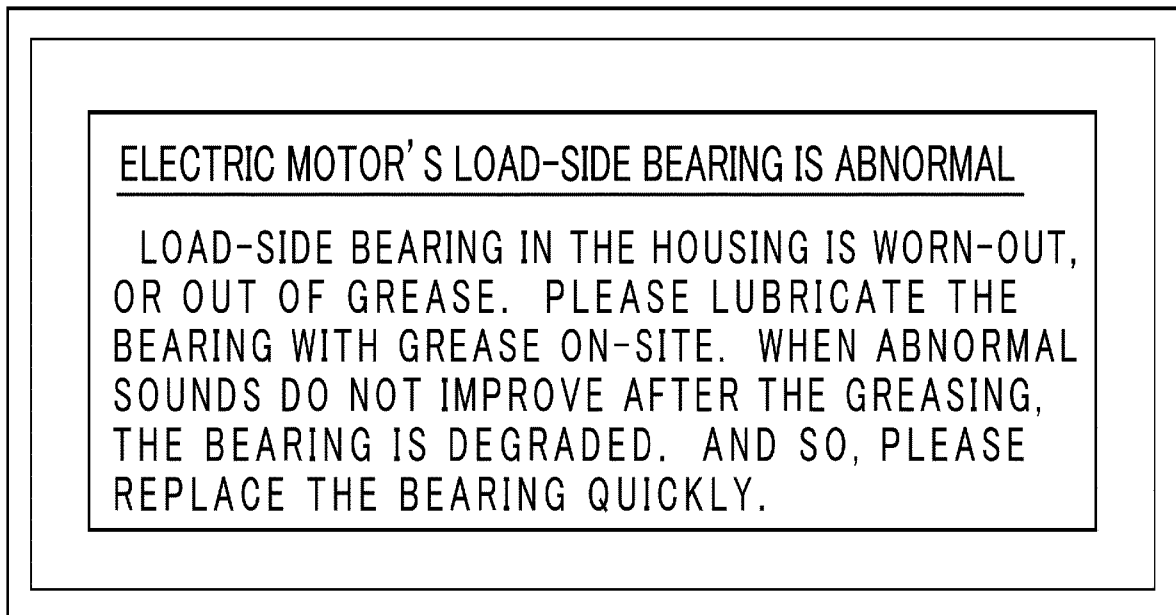 ELECTRIC MOTOR'S LOAD-SIDE BEARING IS ABNORMAL
LOAD-SIDE BEARING IN THE HOUSING IS WORN-OUT,
OR OUT OF GREASE. PLEASE LUBRICATE THE
BEARING WITH GREASE ON-SITE. WHEN ABNORMAL
SOUNDS DO NOT IMPROVE AFTER THE GREASING,
THE BEARING IS DEGRADED. AND SO, PLEASE
REPLACE THE BEARING QUICKLY.